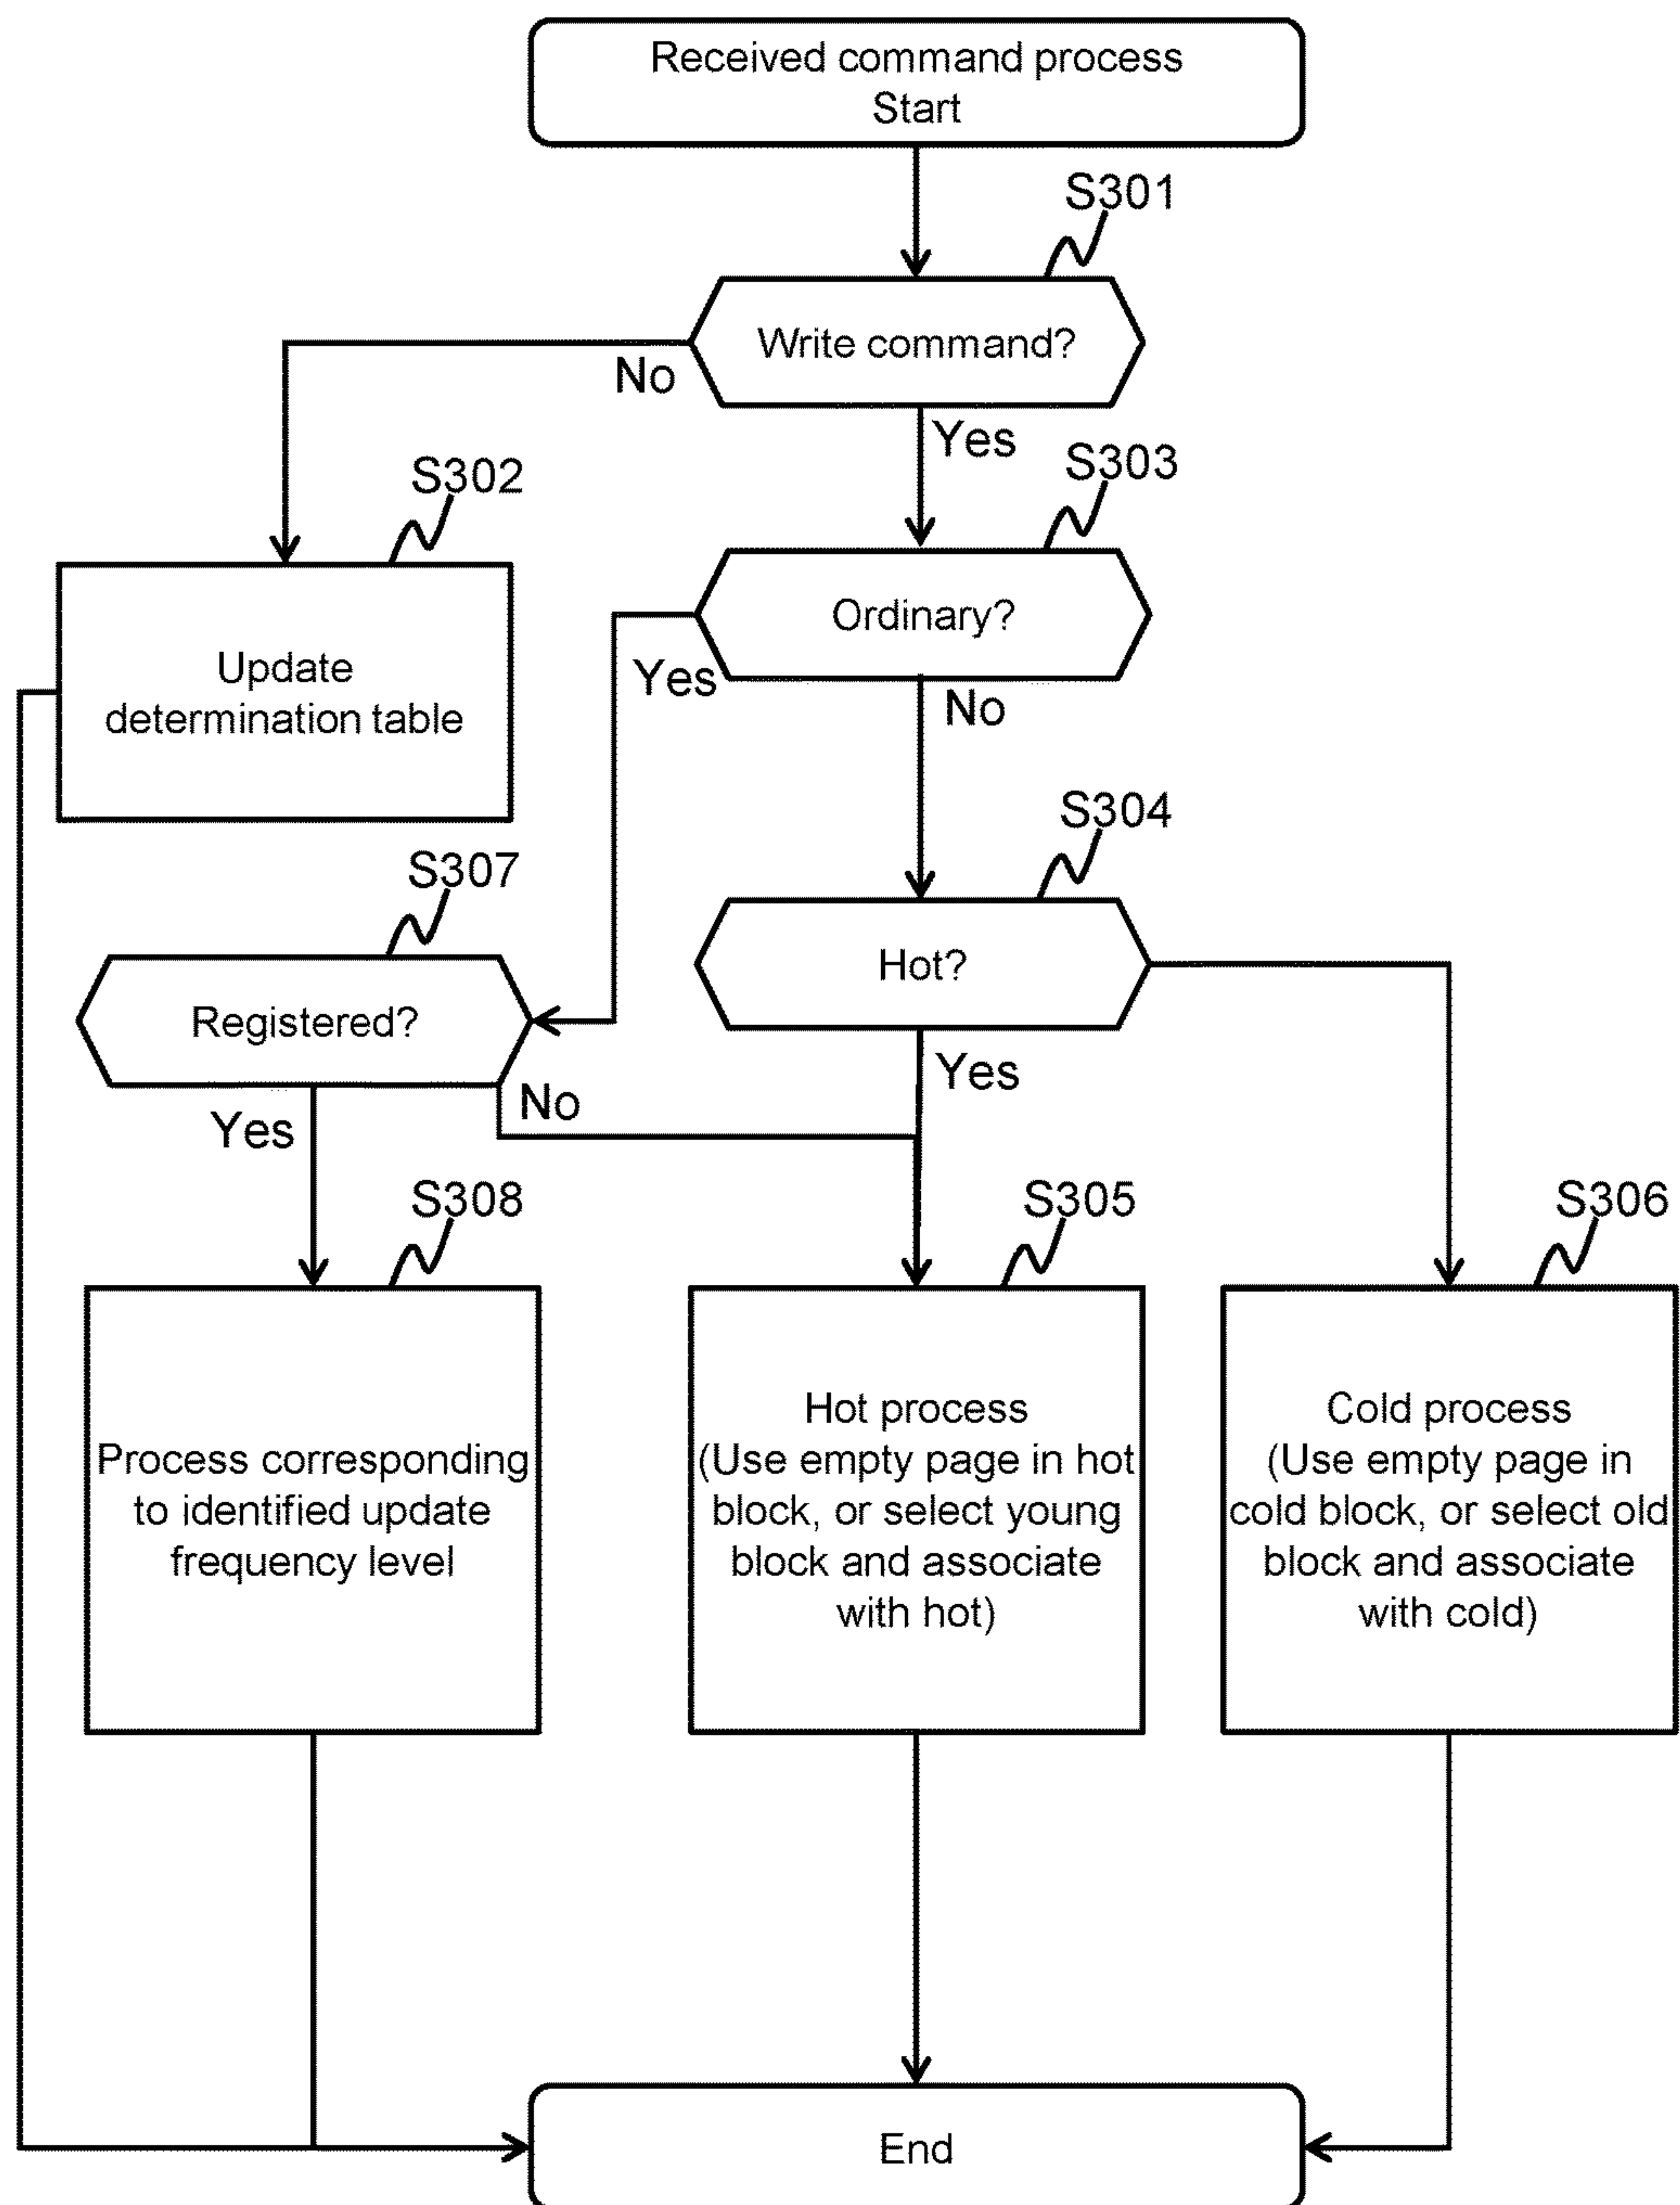 Received command process
Start
S301
Write command?
No
Yes
S302
S303
Update
determination table
Ordinary?
Yes
No
S304
S307
Hot?
Registered?
Yes
No
Yes
S308
S305
S306
Process corresponding
to identified update
frequency level
Hot process
(Use empty page in hot
block, or select young
block and associate
with hot)
Cold process
(Use empty page in
cold block, or select old
block and associate
with cold)
End